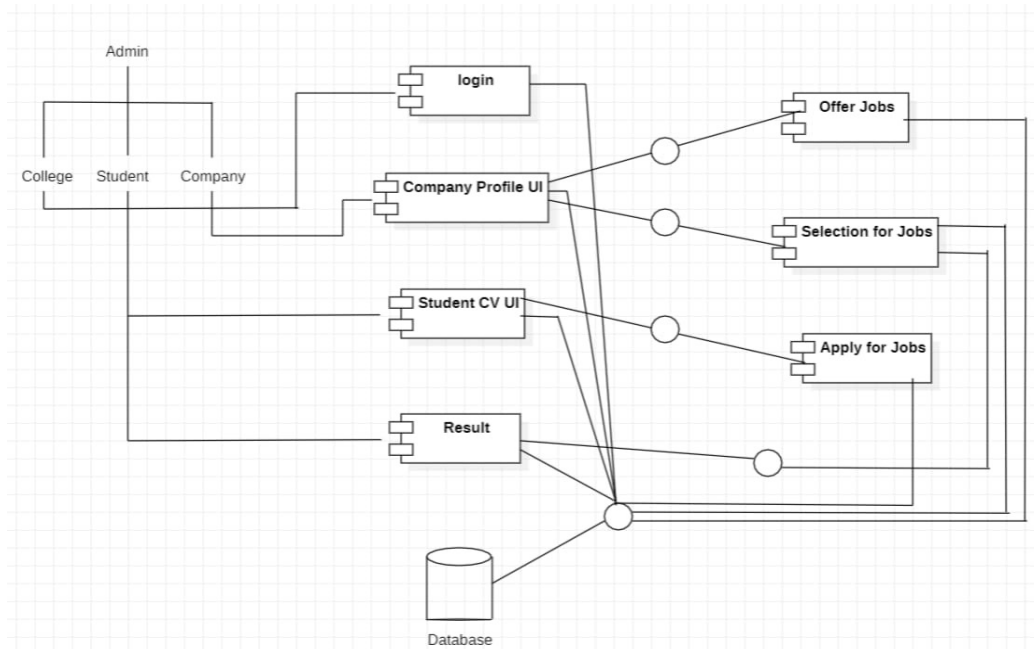 Admin
login
Offer Jobs
College
Student
Company
Company Profile UI
Selection for Jobs
Student CV UI
Apply for Jobs
Result
Database